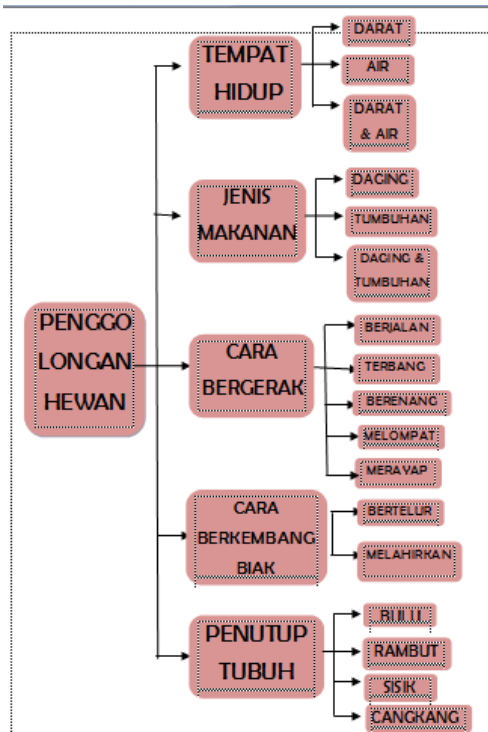 PENGGO
LONGAN
HEWAN
TEMPAT
HIDUP
DARAT
AIR
DARAT
& AIR
JENIS
MAKANAN
DAGING
TUMBUHAN
DAGING &
TUMBUHAN
CARA
BERGERAK
BERJALAN
TERBANG
BERENANG
MELOMPAT
MERAYAP
CARA
BERKEMBANG
BIAK
BERTELUR
MELAHIRKAN
PENUTUP
TUBUH
BULU
RAMBUT
SISIK
CANGKANG